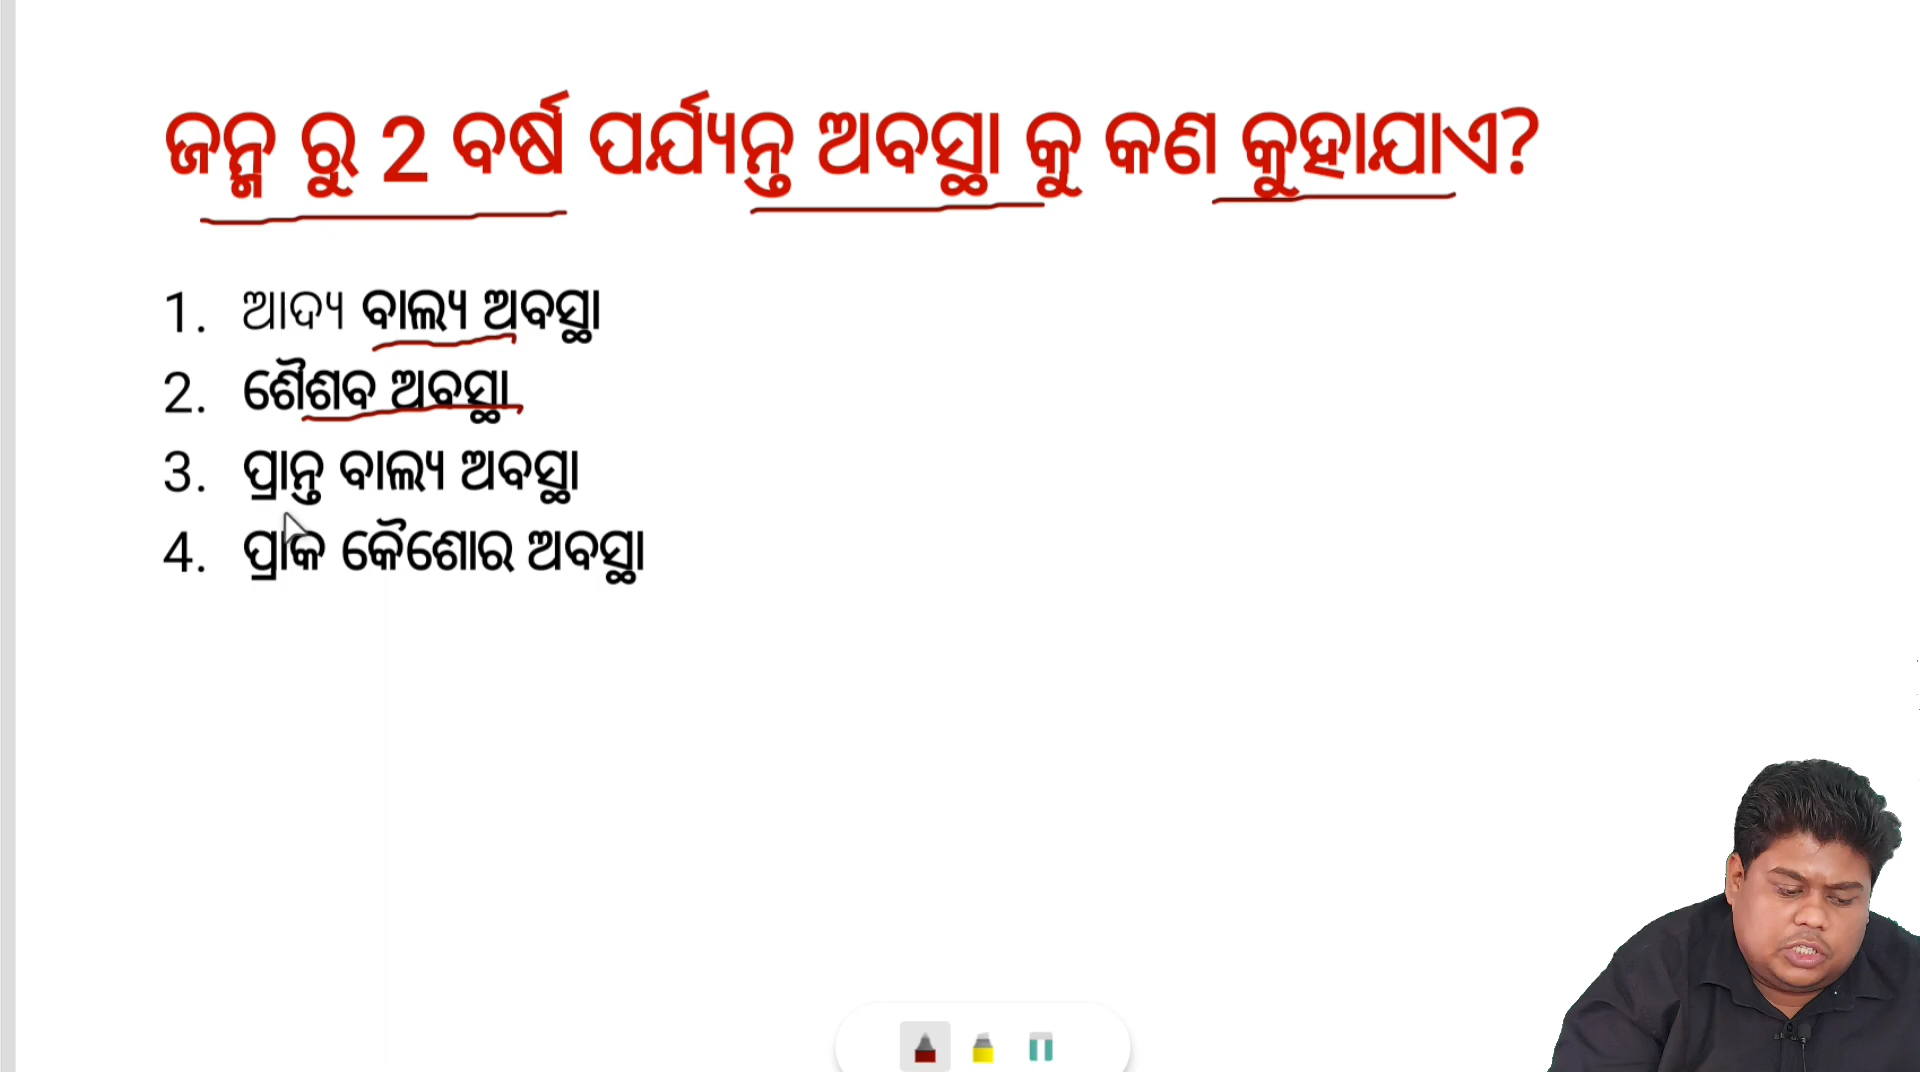 ଜନ୍ମ ରୁ 2 ବର୍ଷ ପର୍ଯ୍ୟନ୍ତ ଅବସ୍ଥା କୁ କଣ କୁହାଯାଏ?
1. ଆଦ୍ୟ ବାଲ୍ୟ ଅବସ୍ଥା
2. ଶୈଶବ ଅବସ୍ଥା
3. ପ୍ରାନ୍ତ ବାଲ୍ୟ ଅବସ୍ଥା
4. ପ୍ରାକ କୈଶୋର ଅବସ୍ଥା